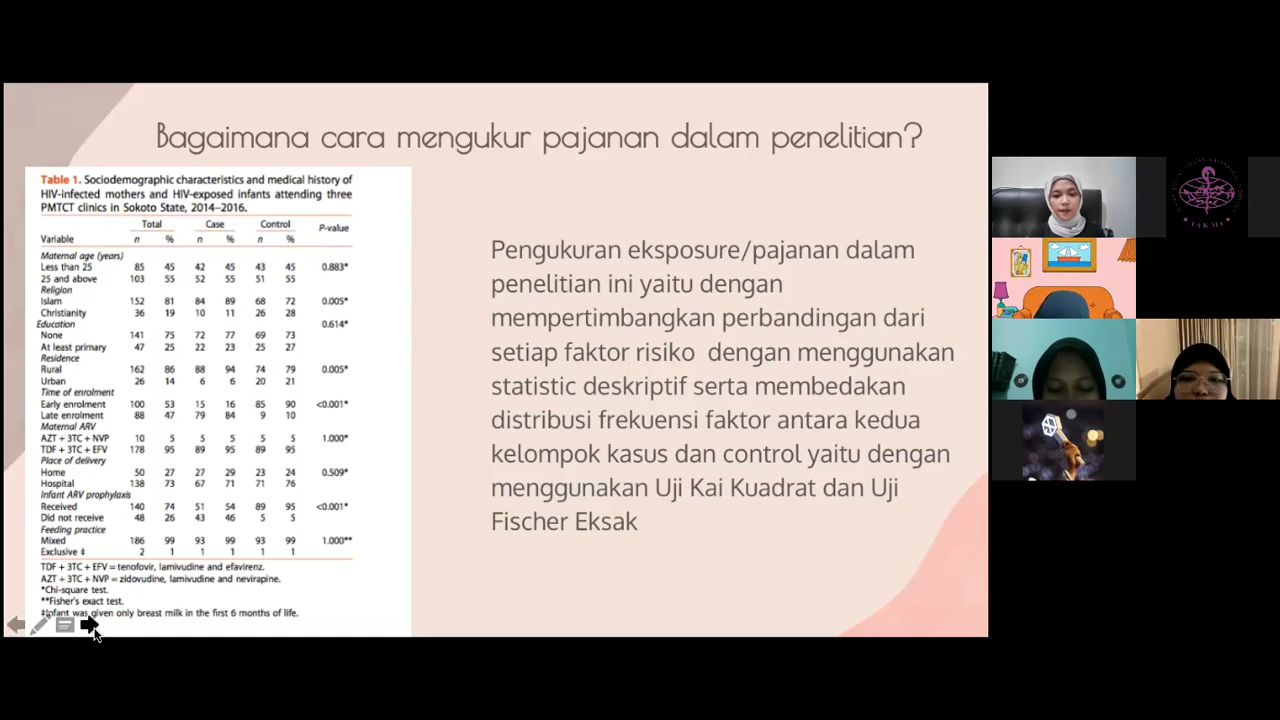 Bagaimana cara mengukur pajanan dalam penelitian?
Table 1. Sociodemographic characteristics and medical history of
HIV-infected mothers and HIV-exposed infants attending three
PMTCT clinics in Sokoto State, 2014–2016.
Total Case Control P-value
Variable n % n % n %
Maternal age (years)
Less than 25 85 45 42 45 43 45 0.883*
25 and above 103 55 52 55 51 55
Religion
Islam 152 81 84 89 68 72 0.005*
Christianity 36 19 10 11 26 28
Education 0.614*
None 141 75 72 77 69 73
At least primary 47 25 22 23 25 27
Residence
Rural 162 86 88 94 74 79 0.005*
Urban 26 14 6 6 20 21
Time of enrolment
Early enrolment 100 53 15 16 85 90 <0.001*
Late enrolment 88 47 79 84 9 10
Maternal ARV
AZT + 3TC + NVP 10 5 5 5 5 5 1.000*
TDF + 3TC + EFV 178 95 89 95 89 95
Place of delivery
Home 50 27 27 29 23 24 0.509*
Hospital 138 73 67 71 71 76
Infant ARV prophylaxis
Received 140 74 51 54 89 95 <0.001*
Did not receive 48 26 43 46 5 5
Feeding practice
Mixed 186 99 93 99 93 99 1.000**
Exclusive ‡ 2 1 1 1 1 1
TDF + 3TC + EFV = tenofovir, lamivudine and efavirenz.
AZT + 3TC + NVP = zidovudine, lamivudine and nevirapine.
*Chi-square test.
**Fisher's exact test.
‡Infant was given only breast milk in the first 6 months of life.
Pengukuran eksposure/pajanan dalam
penelitian ini yaitu dengan
mempertimbangkan perbandingan dari
setiap faktor risiko dengan menggunakan
statistic deskriptif serta membedakan
distribusi frekuensi faktor antara kedua
kelompok kasus dan control yaitu dengan
menggunakan Uji Kai Kuadrat dan Uji
Fischer Eksak